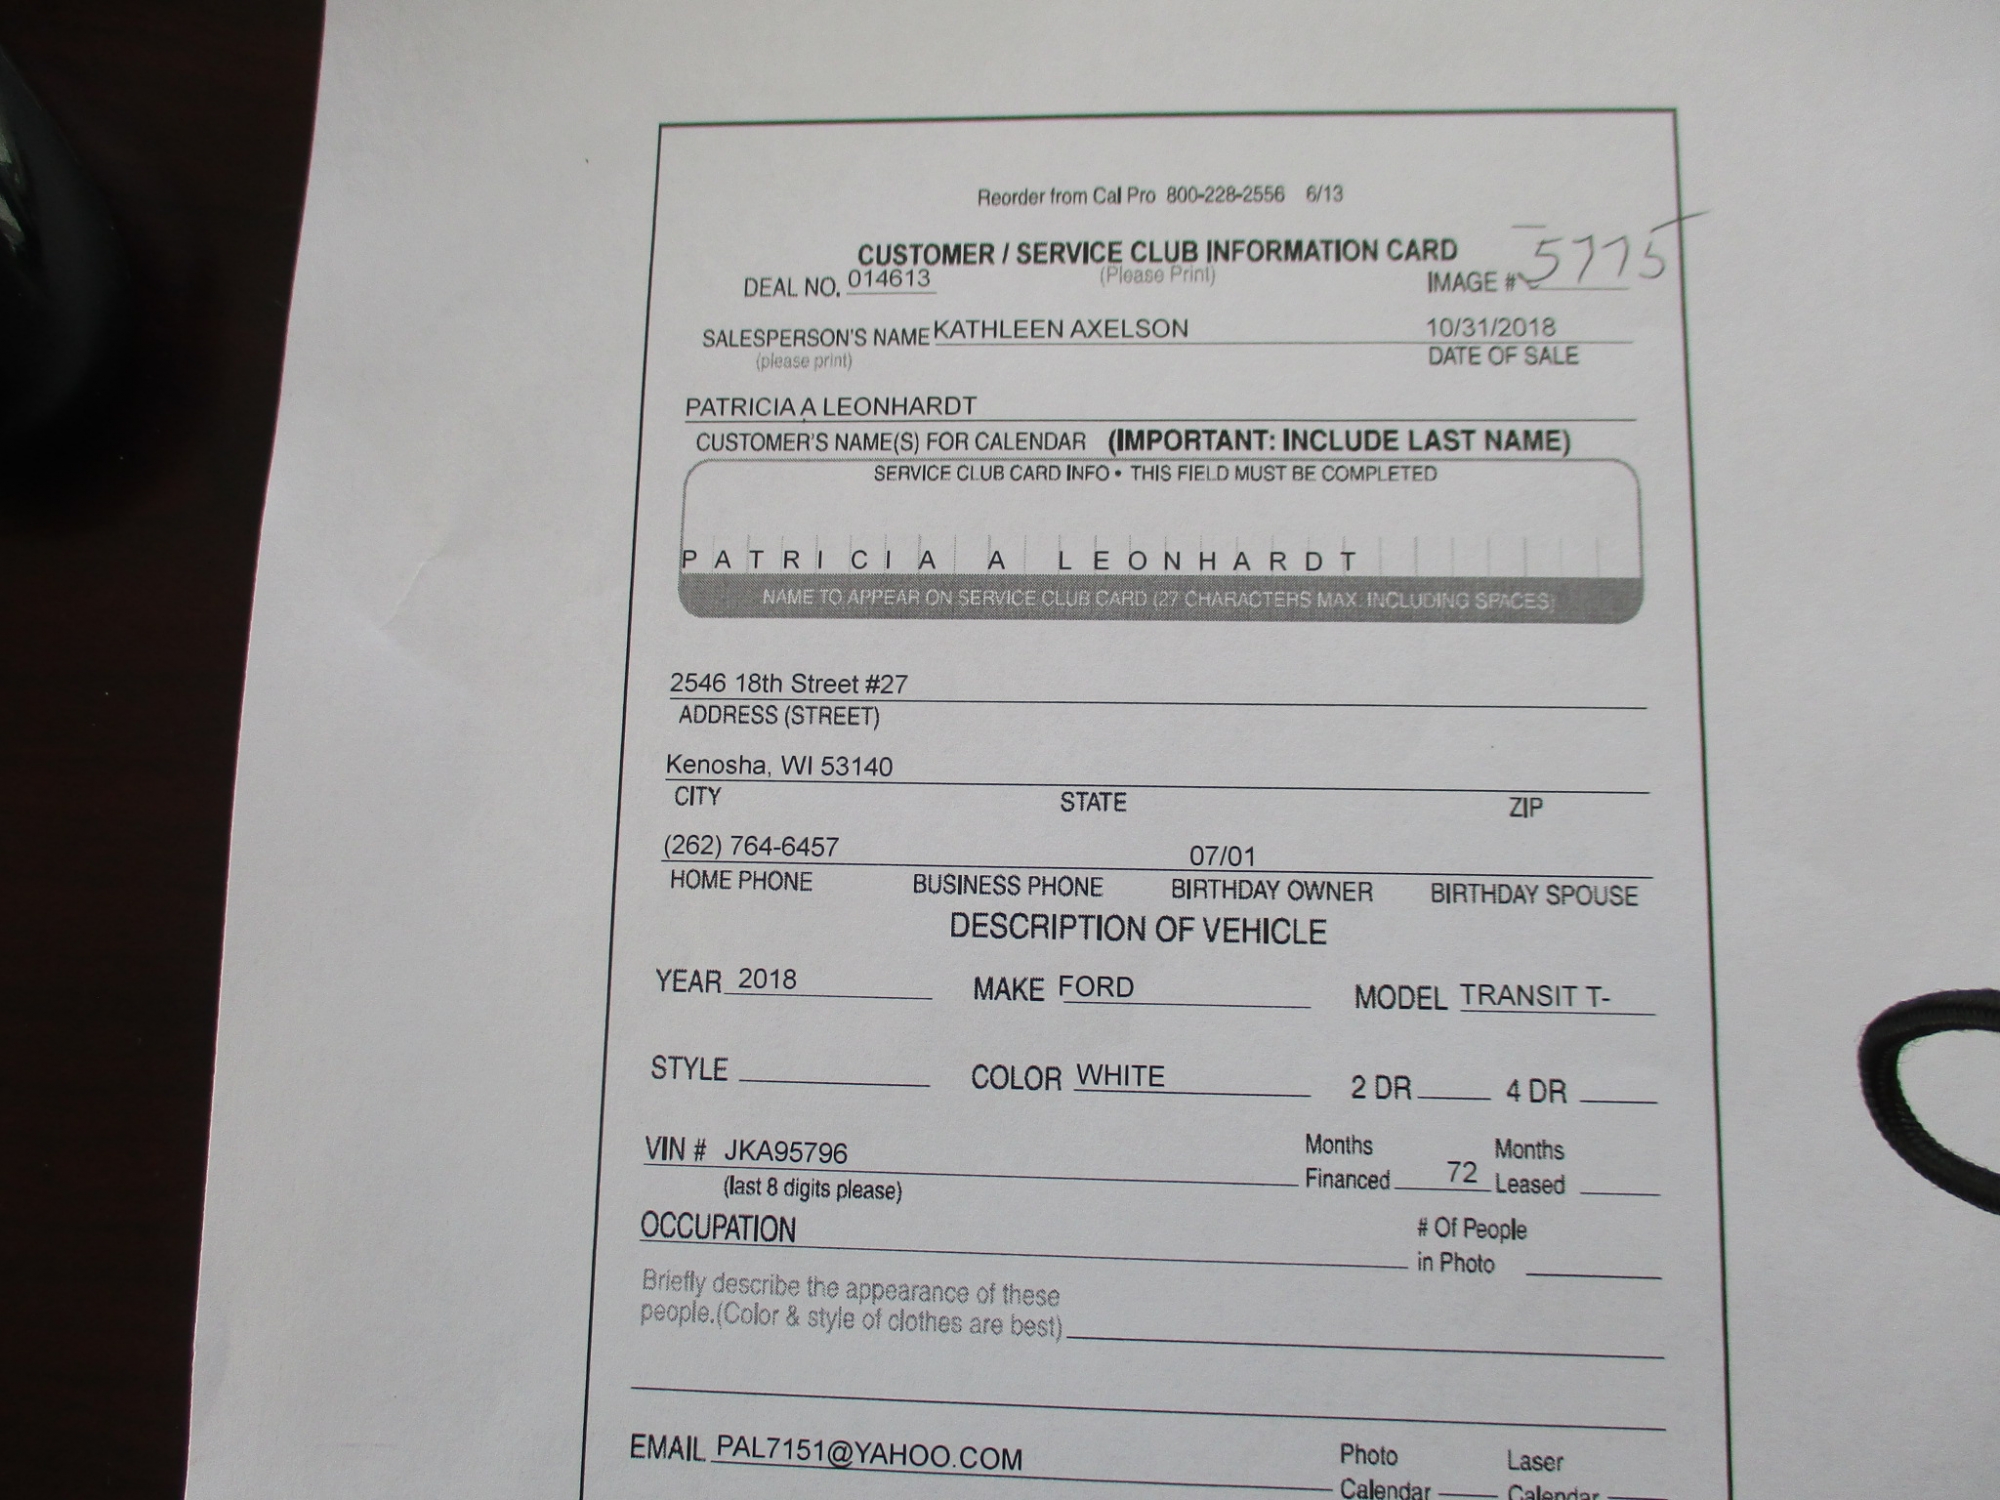 Reorder from Cal Pro 800-228-2556 6/13
CUSTOMER / SERVICE CLUB INFORMATION CARD
(Please Print)
DEAL NO. 014613 IMAGE # 5775
SALESPERSON'S NAME KATHLEEN AXELSON 10/31/2018
(please print) DATE OF SALE
PATRICIA A LEONHARDT
CUSTOMER'S NAME(S) FOR CALENDAR (IMPORTANT: INCLUDE LAST NAME)
SERVICE CLUB CARD INFO • THIS FIELD MUST BE COMPLETED
PATRICIA A LEONHARDT
NAME TO APPEAR ON SERVICE CLUB CARD (27 CHARACTERS MAX. INCLUDING SPACES)
2546 18th Street #27
ADDRESS (STREET)
Kenosha, WI 53140
CITY STATE ZIP
(262) 764-6457 07/01
HOME PHONE BUSINESS PHONE BIRTHDAY OWNER BIRTHDAY SPOUSE
DESCRIPTION OF VEHICLE
YEAR 2018 MAKE FORD MODEL TRANSIT T-
STYLE COLOR WHITE 2 DR 4 DR
VIN # JKA95796 Months Financed 72 Months Leased
(last 8 digits please)
OCCUPATION # Of People in Photo
Briefly describe the appearance of these
people.(Color & style of clothes are best)
EMAIL PAL7151@YAHOO.COM Photo Calendar Laser Calendar